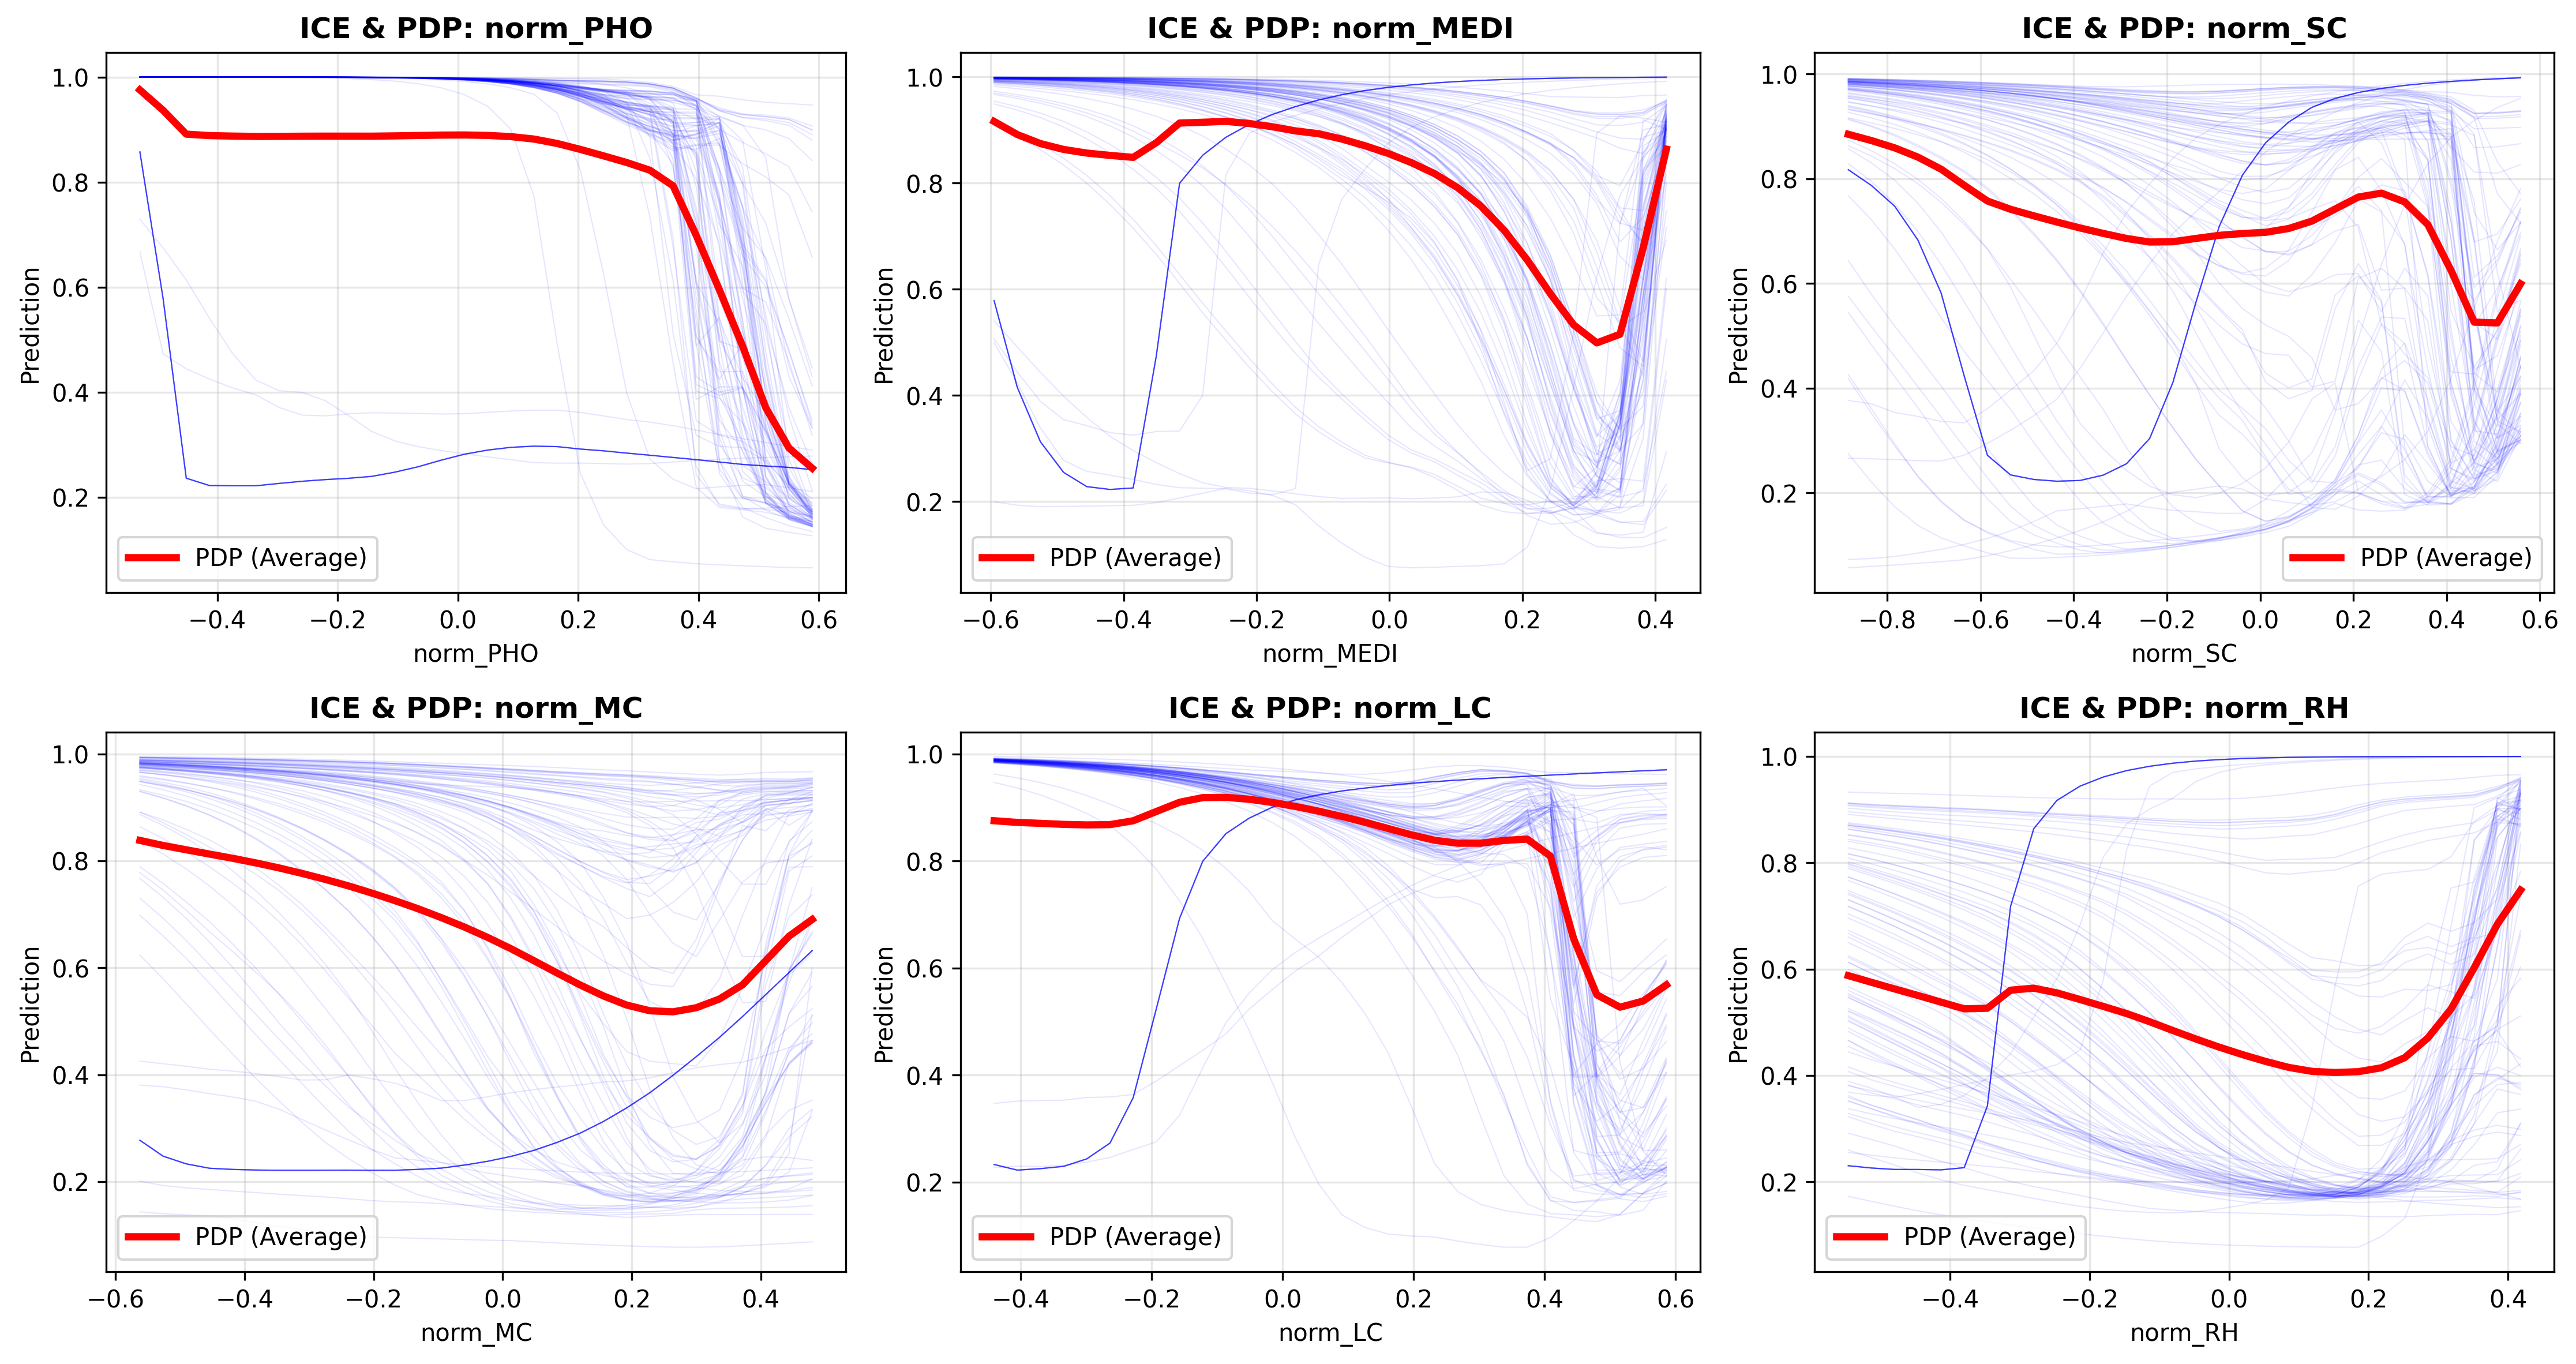 ICE & PDP: norm_PHO
1.0
0.8
0.6
0.4
0.2
Prediction
PDP (Average)
−0.4 −0.2 0.0 0.2 0.4 0.6
norm_PHO
ICE & PDP: norm_MEDI
1.0
0.8
0.6
0.4
0.2
Prediction
PDP (Average)
−0.6 −0.4 −0.2 0.0 0.2 0.4
norm_MEDI
ICE & PDP: norm_SC
1.0
0.8
0.6
0.4
0.2
Prediction
PDP (Average)
−0.8 −0.6 −0.4 −0.2 0.0 0.2 0.4 0.6
norm_SC
ICE & PDP: norm_MC
1.0
0.8
0.6
0.4
0.2
Prediction
PDP (Average)
−0.6 −0.4 −0.2 0.0 0.2 0.4
norm_MC
ICE & PDP: norm_LC
1.0
0.8
0.6
0.4
0.2
Prediction
PDP (Average)
−0.4 −0.2 0.0 0.2 0.4 0.6
norm_LC
ICE & PDP: norm_RH
1.0
0.8
0.6
0.4
0.2
Prediction
PDP (Average)
−0.4 −0.2 0.0 0.2 0.4
norm_RH